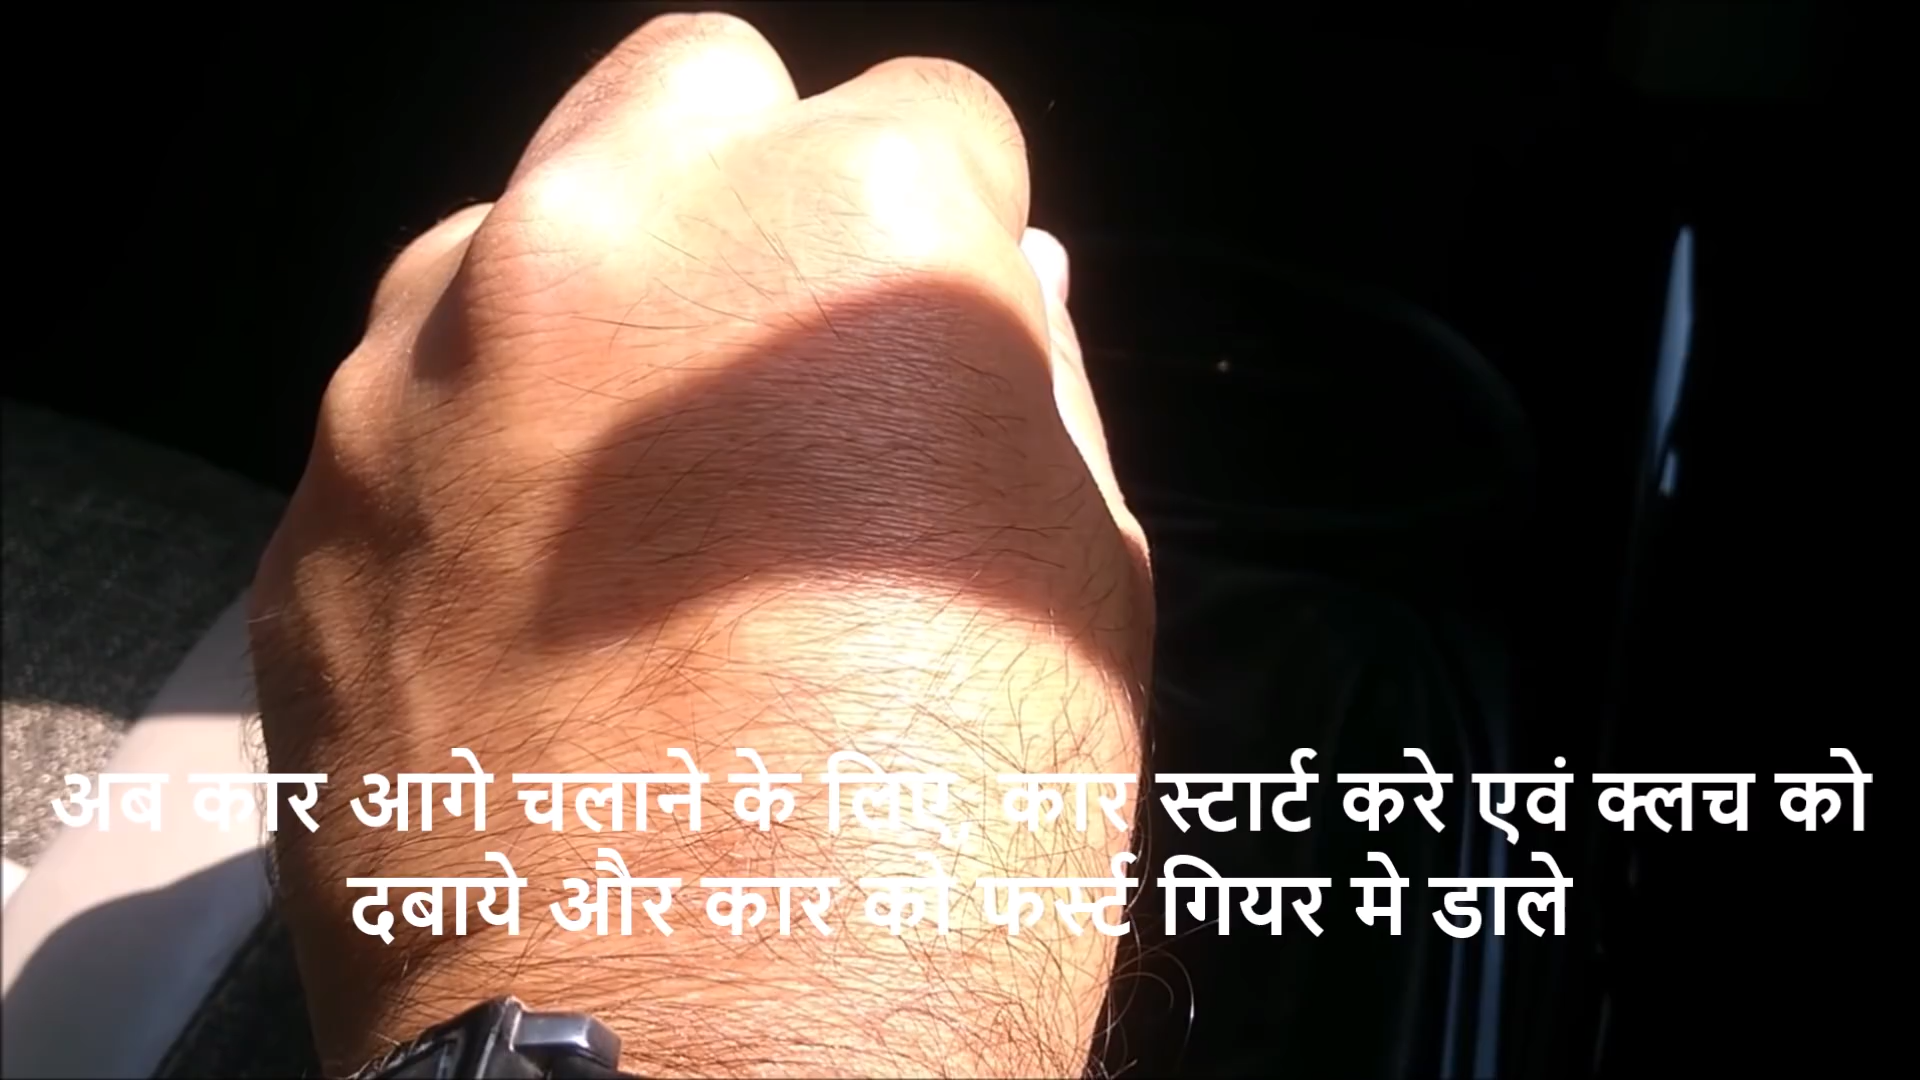 अब कार आगे चलाने के लिए, कार स्टार्ट करे एवं क्लच को
दबाये और कार को फर्स्ट गियर मे डाले